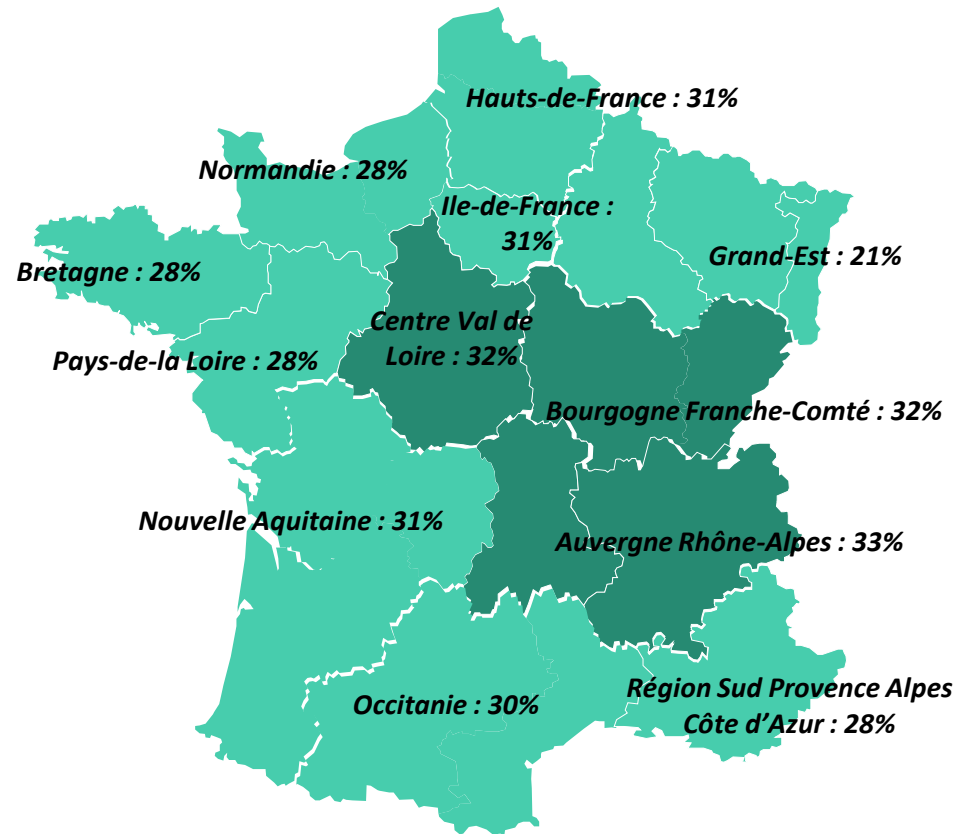 Hauts-de-France : 31%
Normandie : 28%
Ile-de-France :
31%
Grand-Est : 21%
Bretagne : 28%
Centre Val de
Loire : 32%
Pays-de-la Loire : 28%
Bourgogne Franche-Comté : 32%
Nouvelle Aquitaine : 31%
Auvergne Rhône-Alpes : 33%
Occitanie : 30%
Région Sud Provence Alpes
Côte d’Azur : 28%